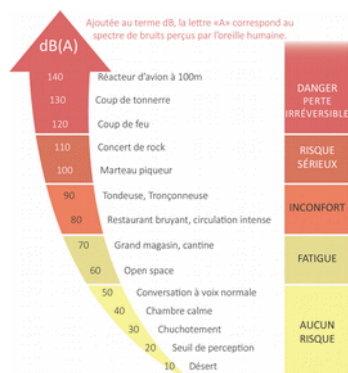 Ajoutée au terme dB, la lettre «A» correspond au
spectre de bruits perçus par l'oreille humaine.
dB(A)
140 Réacteur d'avion à 100m
130 Coup de tonnerre
120 Coup de feu
DANGER
PERTE
IRRÉVERSIBLE
110 Concert de rock
100 Marteau piqueur
RISQUE
SÉRIEUX
90 Tondeuse, Tronçonneuse
80 Restaurant bruyant, circulation intense
INCONFORT
70 Grand magasin, cantine
60 Open space
FATIGUE
50 Conversation à voix normale
40 Chambre calme
30 Chuchotement
20 Seuil de perception
10 Désert
AUCUN
RISQUE